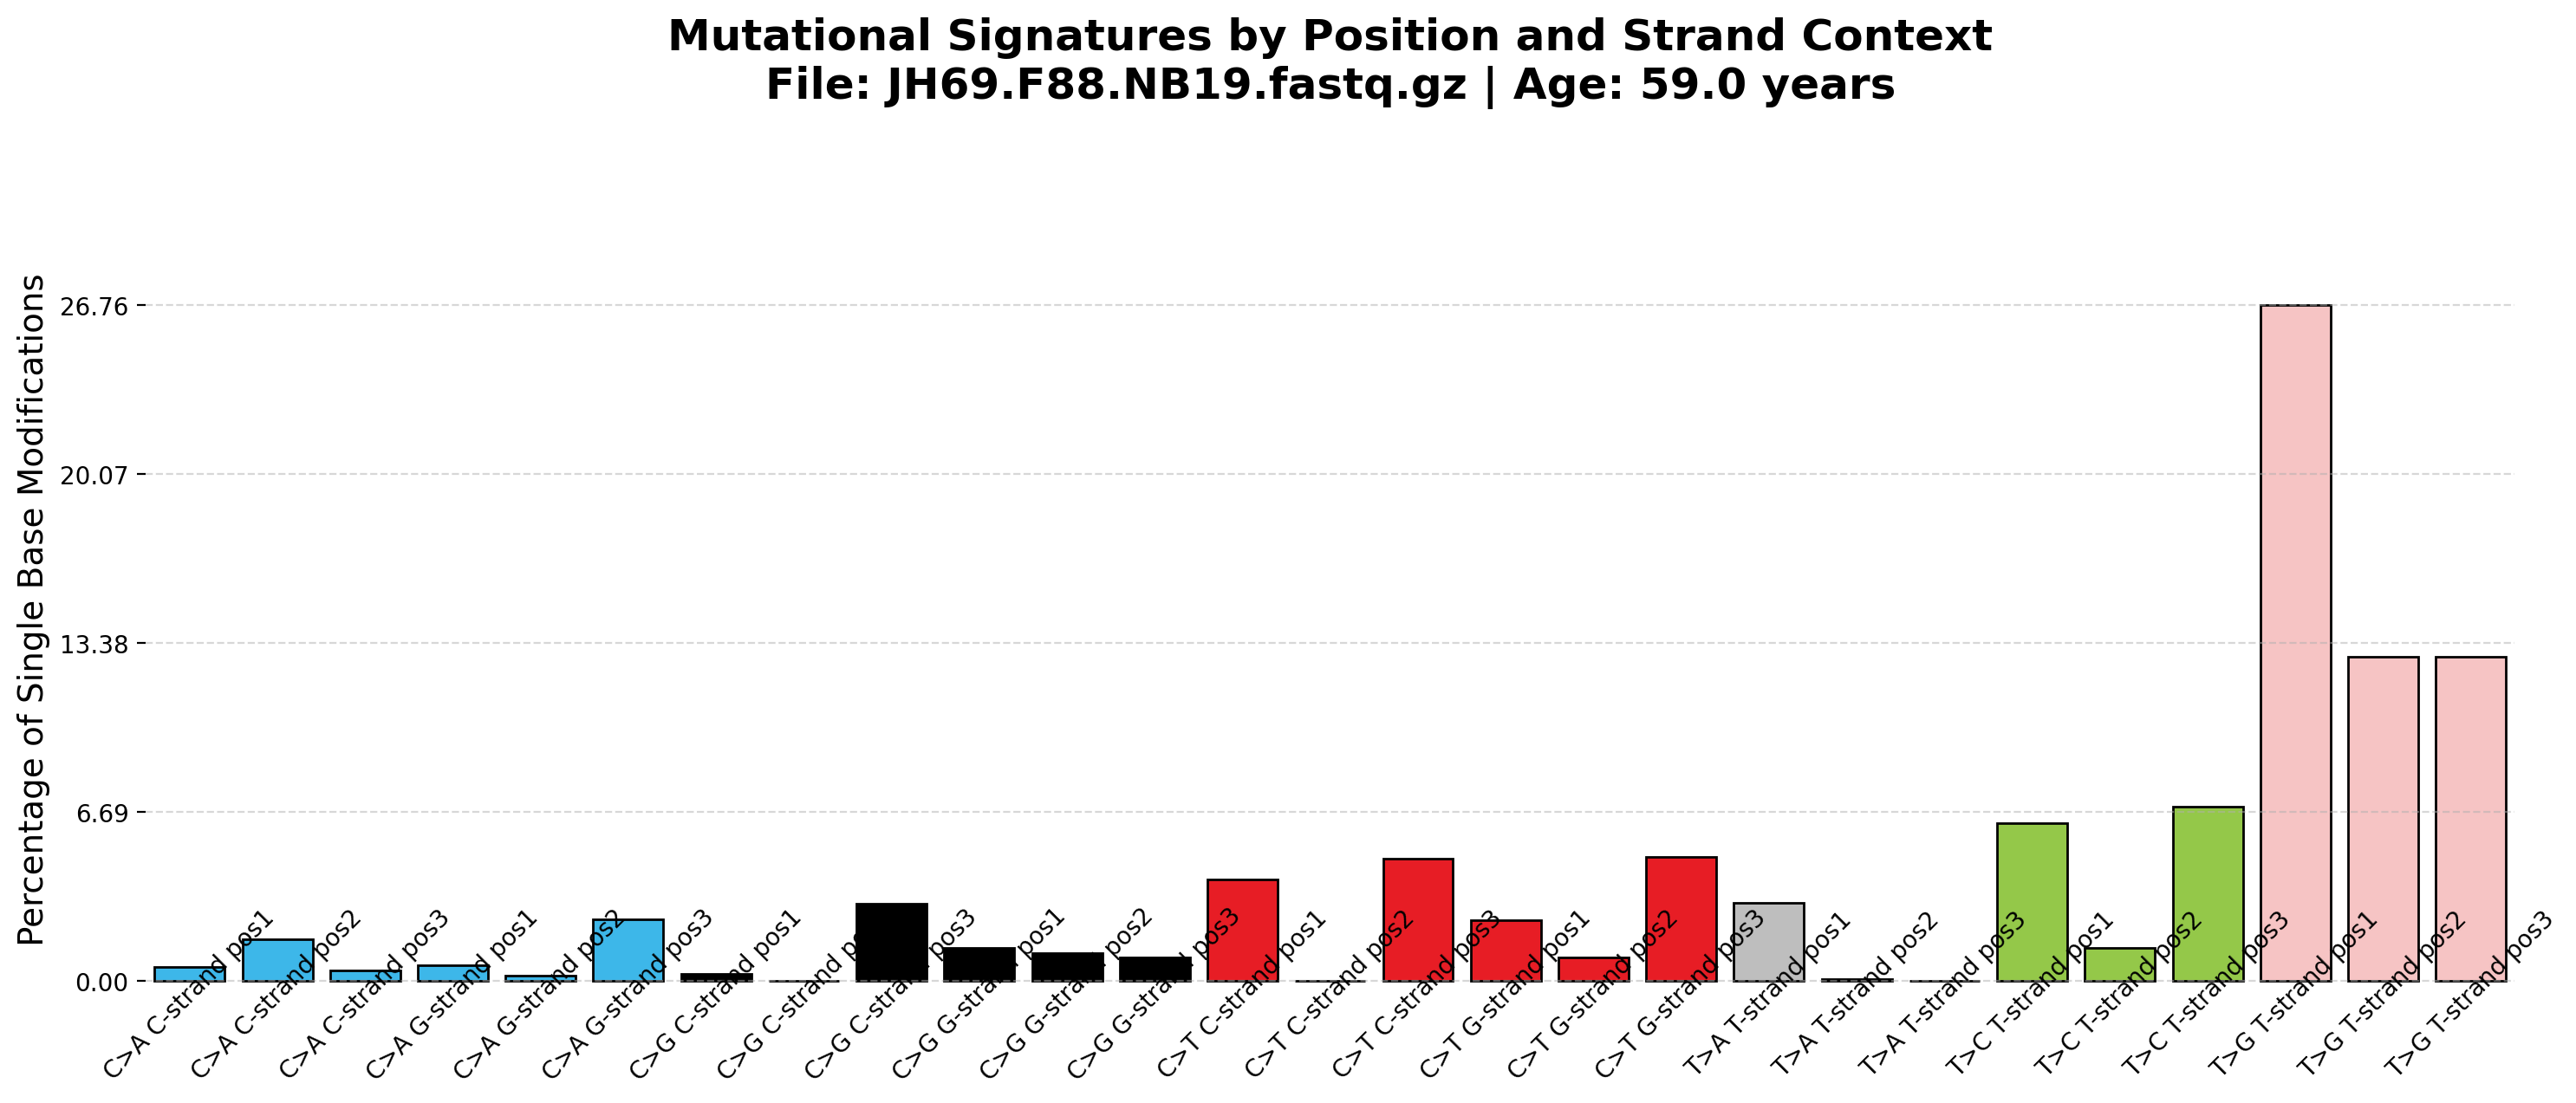 Mutational Signatures by Position and Strand Context
File: JH69.F88.NB19.fastq.gz | Age: 59.0 years
Percentage of Single Base Modifications
26.76
20.07
13.38
6.69
0.00
C>A C-strand pos1
C>A C-strand pos2
C>A C-strand pos3
C>A G-strand pos1
C>A G-strand pos2
C>A G-strand pos3
C>G C-strand pos1
C>G C-strand pos2
C>G C-strand pos3
C>G G-strand pos1
C>G G-strand pos2
C>G G-strand pos3
C>T C-strand pos1
C>T C-strand pos2
C>T C-strand pos3
C>T G-strand pos1
C>T G-strand pos2
C>T G-strand pos3
T>A T-strand pos1
T>A T-strand pos2
T>A T-strand pos3
T>C T-strand pos1
T>C T-strand pos2
T>C T-strand pos3
T>G T-strand pos1
T>G T-strand pos2
T>G T-strand pos3